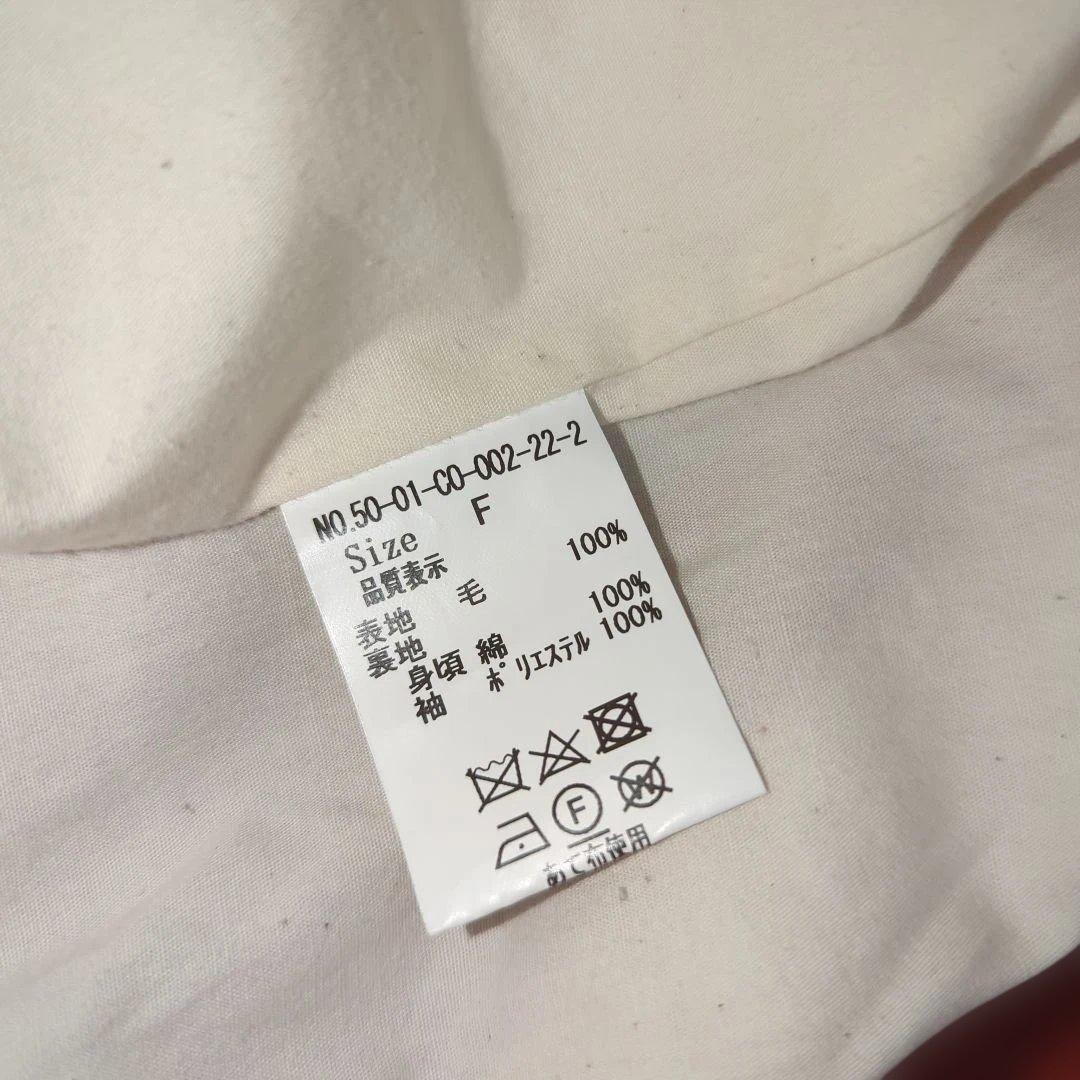 NO.50-01-CO-002-22-2
Size F
品質表示
表地 毛 100%
裏地
身頃 綿 100%
袖 ポリエステル 100%
F
W
あて布使用